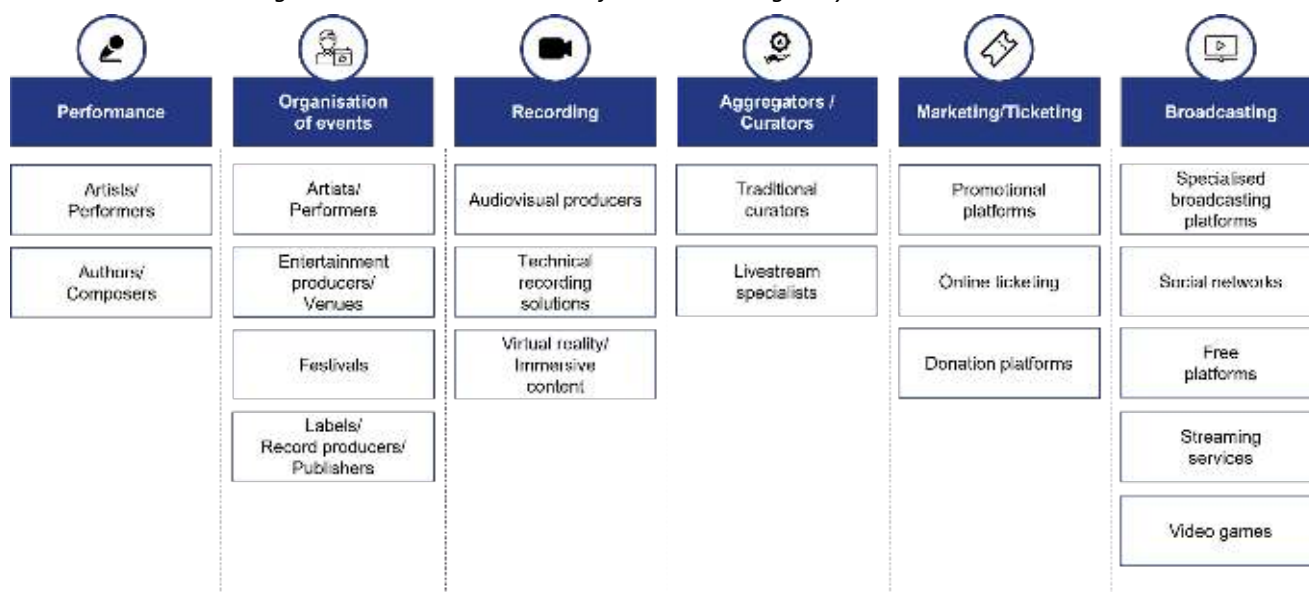 Performance
Organisation
of events
Recording
Aggregators /
Curators
Marketing/Ticketing
Broadcasting
Artists/
Performers
Authors/
Composers
Artists/
Performers
Entertainment
producers/
Venues
Festivals
Labels/
Record producers/
Publishers
Audiovisual producers
Technical
recording
solutions
Virtual reality/
Immersive
content
Traditional
curators
Livestream
specialists
Promotional
platforms
Online ticketing
Donation platforms
Specialised
broadcasting
platforms
Social networks
Free
platforms
Streaming
services
Video games